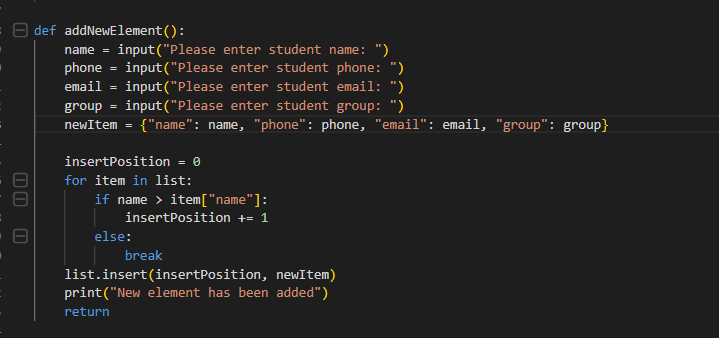 def addNewElement():
    name = input("Please enter student name: ")
    phone = input("Please enter student phone: ")
    email = input("Please enter student email: ")
    group = input("Please enter student group: ")
    newItem = {"name": name, "phone": phone, "email": email, "group": group}
    insertPosition = 0
    for item in list:
        if name > item["name"]:
            insertPosition += 1
        else:
            break
    list.insert(insertPosition, newItem)
    print("New element has been added")
    return